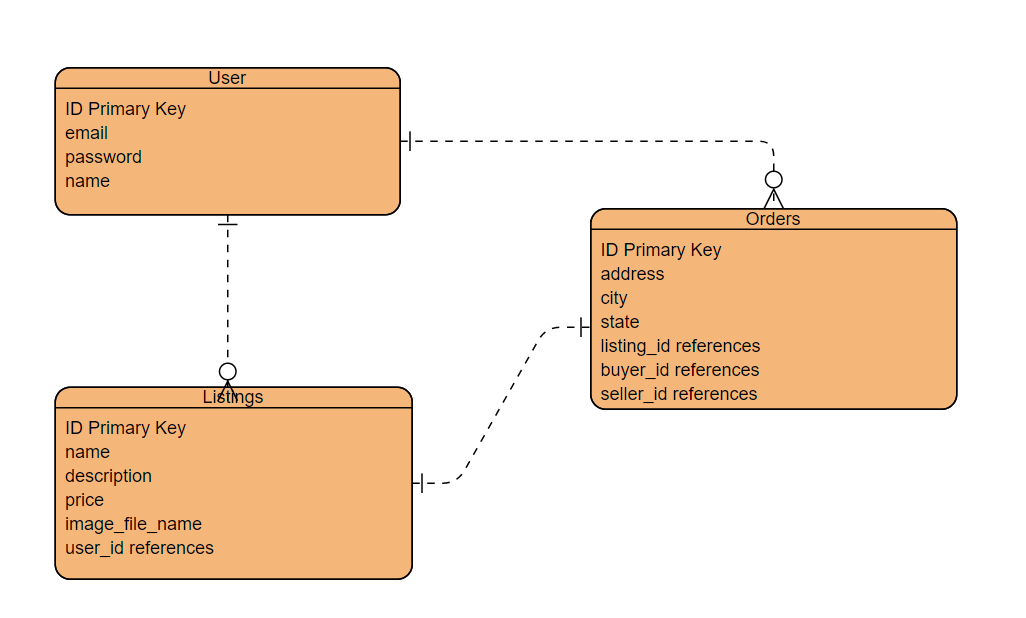 User
ID Primary Key
email
password
name
Orders
ID Primary Key
address
city
state
listing_id references
buyer_id references
seller_id references
Listings
ID Primary Key
name
description
price
image_file_name
user_id references